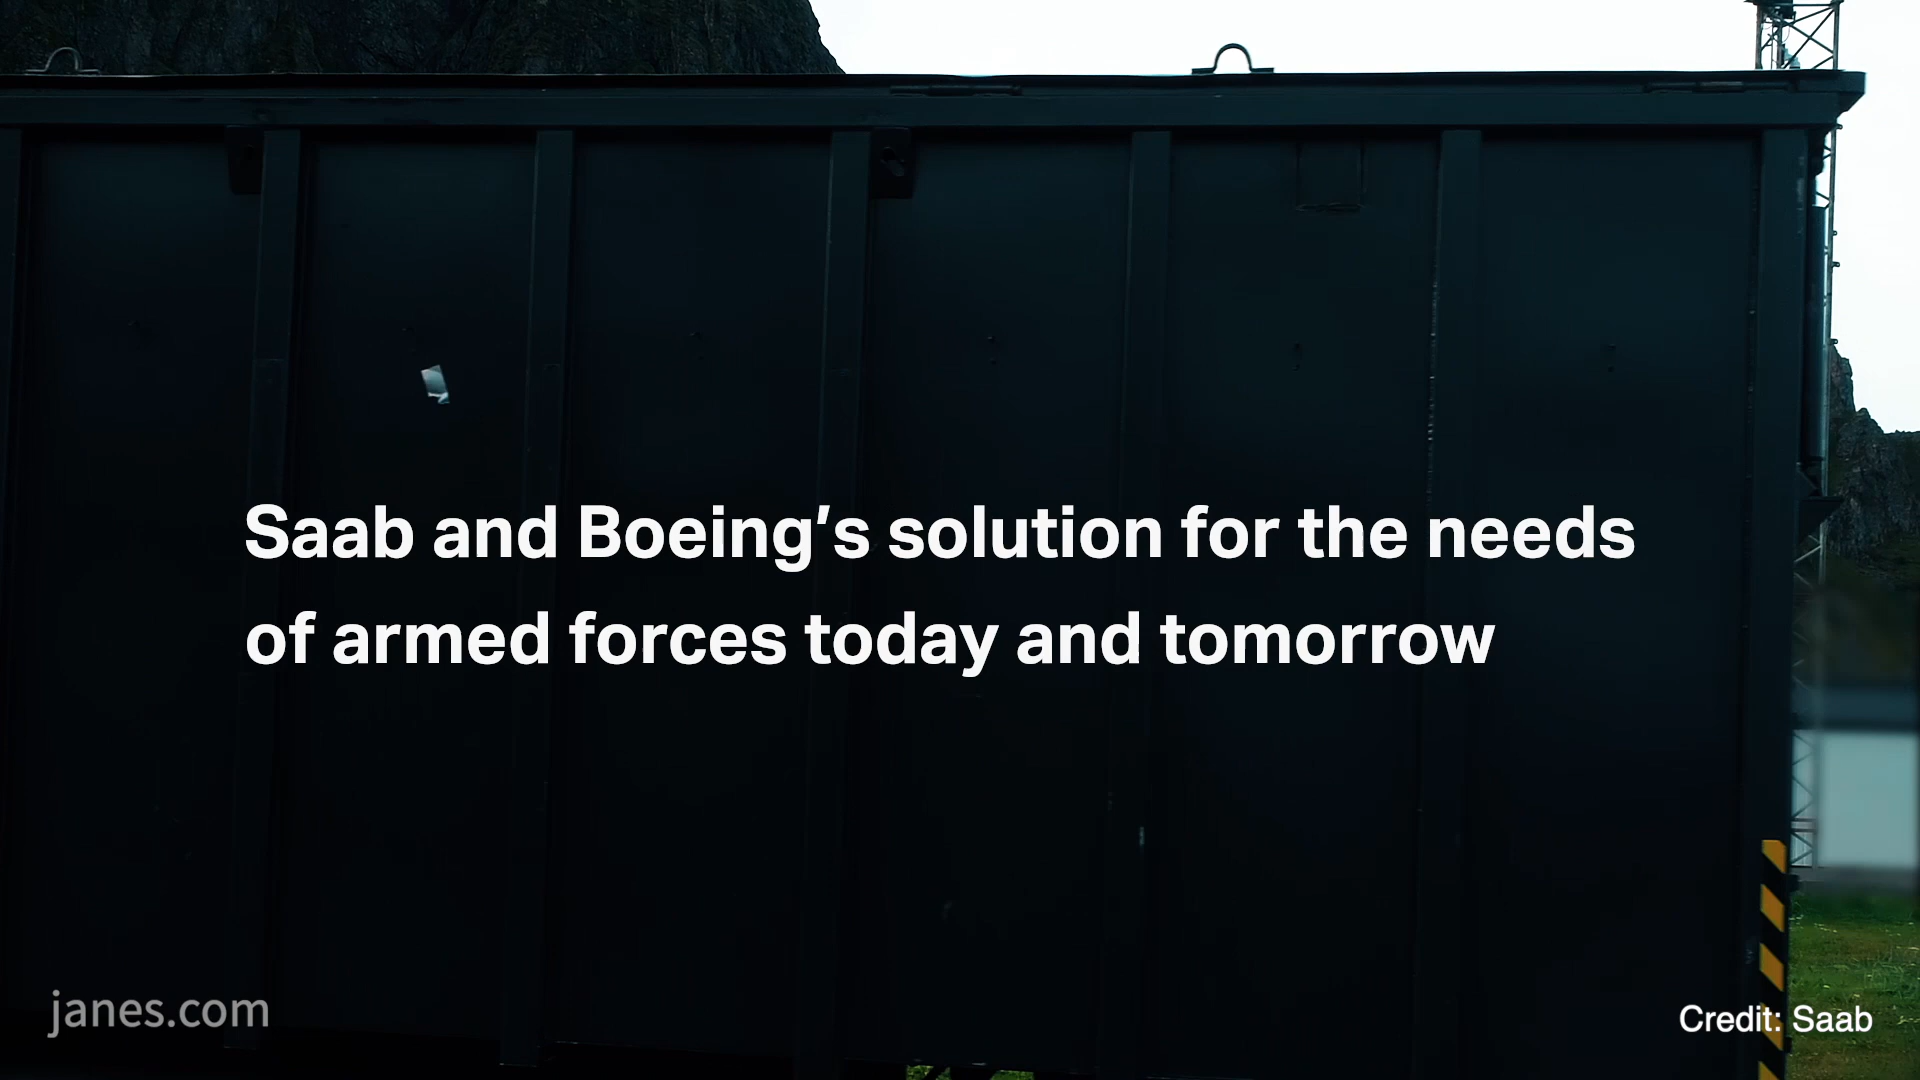 Saab and Boeing's solution for the needs
of armed forces today and tomorrow
janes.com
Credit: Saab